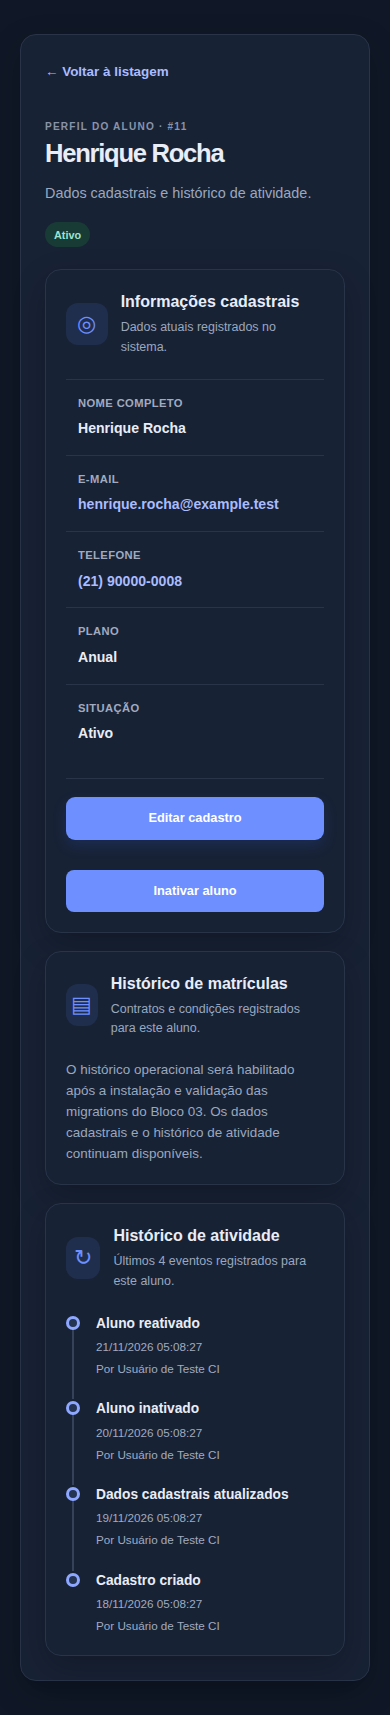 ← Voltar à listagem
PERFIL DO ALUNO · #11
Henrique Rocha
Dados cadastrais e histórico de atividade.
Ativo
Informações cadastrais
Dados atuais registrados no
sistema.
NOME COMPLETO
Henrique Rocha
E-MAIL
henrique.rocha@example.test
TELEFONE
(21) 90000-0008
PLANO
Anual
SITUAÇÃO
Ativo
Editar cadastro
Inativar aluno
Histórico de matrículas
Contratos e condições registrados
para este aluno.
O histórico operacional será habilitado
após a instalação e validação das
migrations do Bloco 03. Os dados
cadastrais e o histórico de atividade
continuam disponíveis.
Histórico de atividade
Últimos 4 eventos registrados para
este aluno.
Aluno reativado
21/11/2026 05:08:27
Por Usuário de Teste CI
Aluno inativado
20/11/2026 05:08:27
Por Usuário de Teste CI
Dados cadastrais atualizados
19/11/2026 05:08:27
Por Usuário de Teste CI
Cadastro criado
18/11/2026 05:08:27
Por Usuário de Teste CI